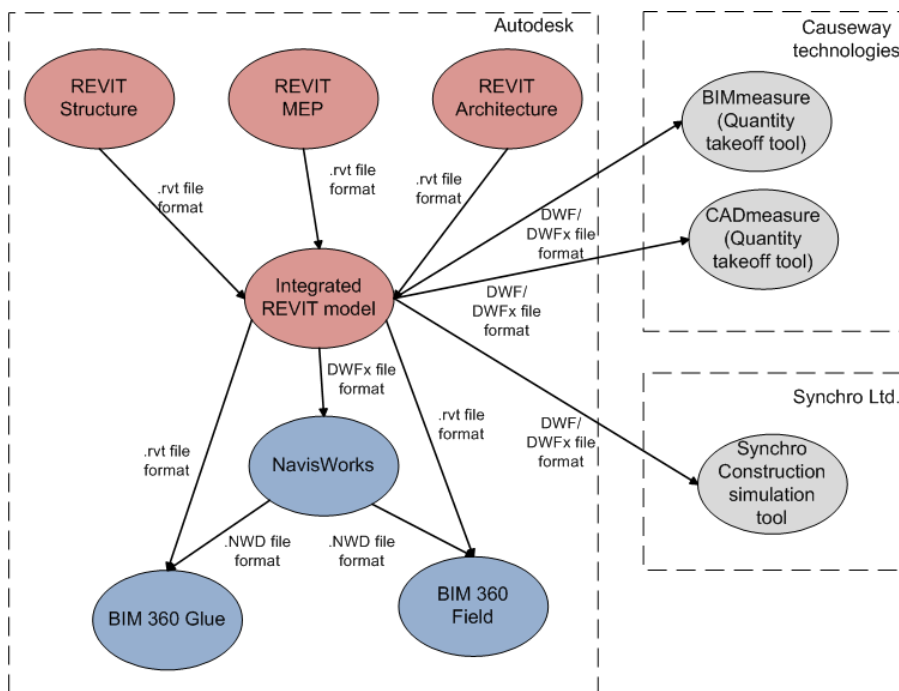 Autodesk
Causeway
technologies
REVIT
Structure
REVIT
MEP
REVIT
Architecture
BIMmeasure
(Quantity
takeoff tool)
.rvt file
format
.rvt file
format
.rvt file
format
DWF/
DWFx file
format
CADmeasure
(Quantity
takeoff tool)
Integrated
REVIT model
DWF/
DWFx file
format
DWFx file
format
.rvt file
format
.rvt file
format
DWF/
DWFx file
format
Synchro Ltd.
NavisWorks
Synchro
Construction
simulation
tool
.NWD file
format
.NWD file
format
BIM 360 Glue
BIM 360
Field